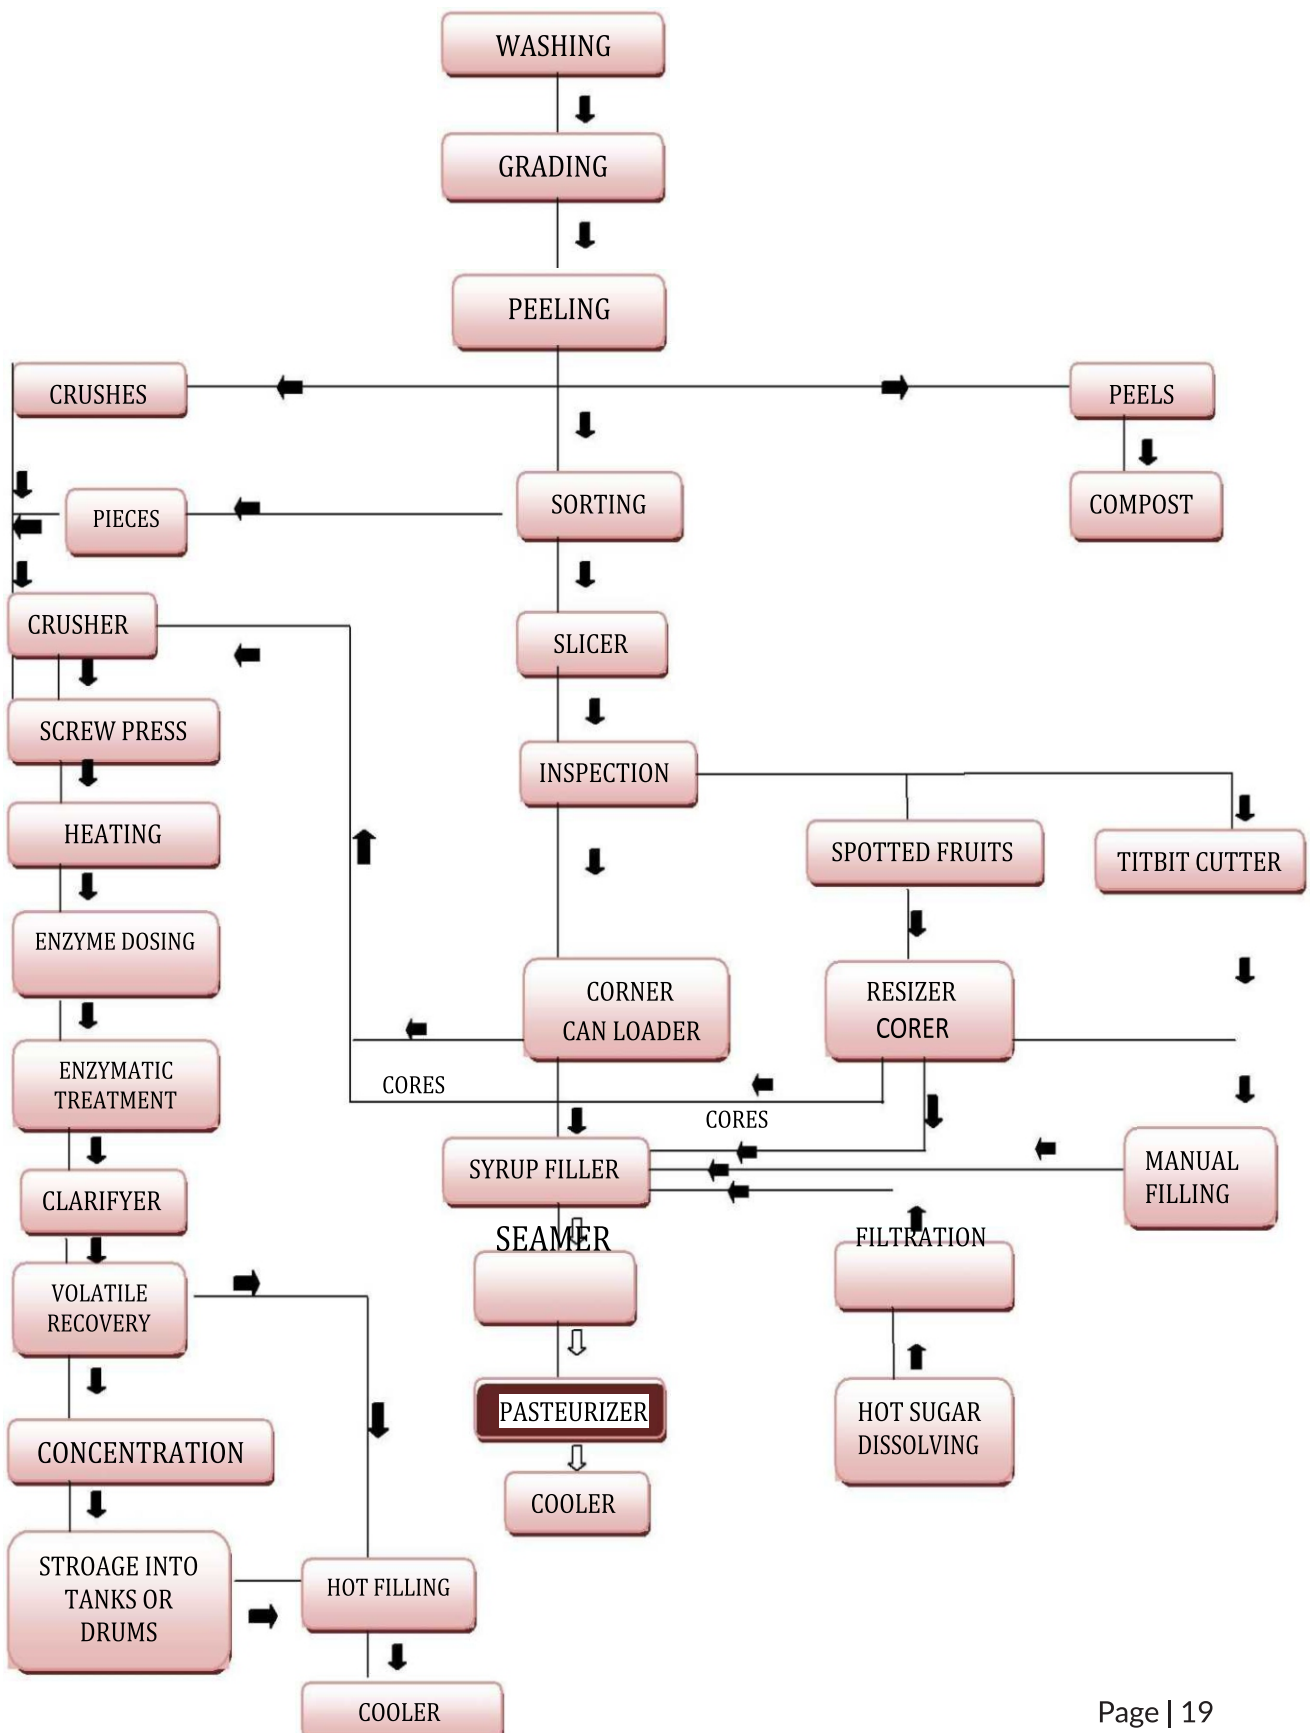 WASHING
GRADING
PEELING
CRUSHES
PEELS
SORTING
COMPOST
PIECES
CRUSHER
SLICER
SCREW PRESS
INSPECTION
HEATING
SPOTTED FRUITS
TITBIT CUTTER
ENZYME DOSING
CORNER
CAN LOADER
RESIZER
CORER
ENZYMATIC
TREATMENT
CORES
CORES
SYRUP FILLER
MANUAL
FILLING
CLARIFYER
SEAMER
FILTRATION
VOLATILE
RECOVERY
PASTEURIZER
HOT SUGAR
DISSOLVING
CONCENTRATION
COOLER
STROAGE INTO
TANKS OR
DRUMS
HOT FILLING
COOLER
Page | 19